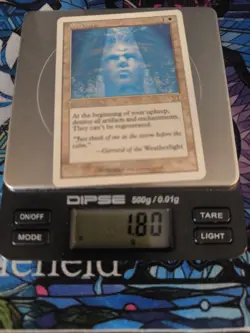 At the beginning of your upkeep,
destroy all artifacts and enchantments.
They can't be regenerated.
"Just think of me as the storm before the
calm."
—Gerrard of the Weatherlight
DIPSE 500g / 0.01g
ON/OFF
MODE
1.80
g
TARE
LIGHT